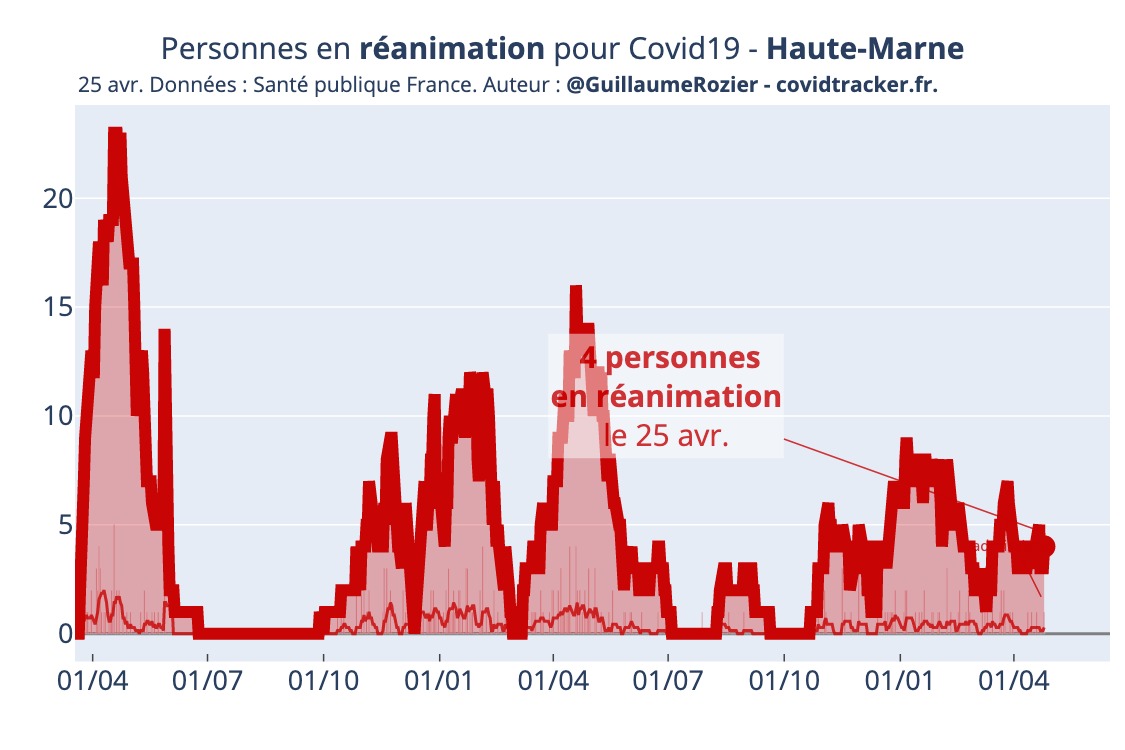 Personnes en réanimation pour Covid19 - Haute-Marne
25 avr. Données : Santé publique France. Auteur : @GuillaumeRozier - covidtracker.fr.
20
15
10
5
0
4 personnes
en réanimation
le 25 avr.
01/04 01/07 01/10 01/01 01/04 01/07 01/10 01/01 01/04